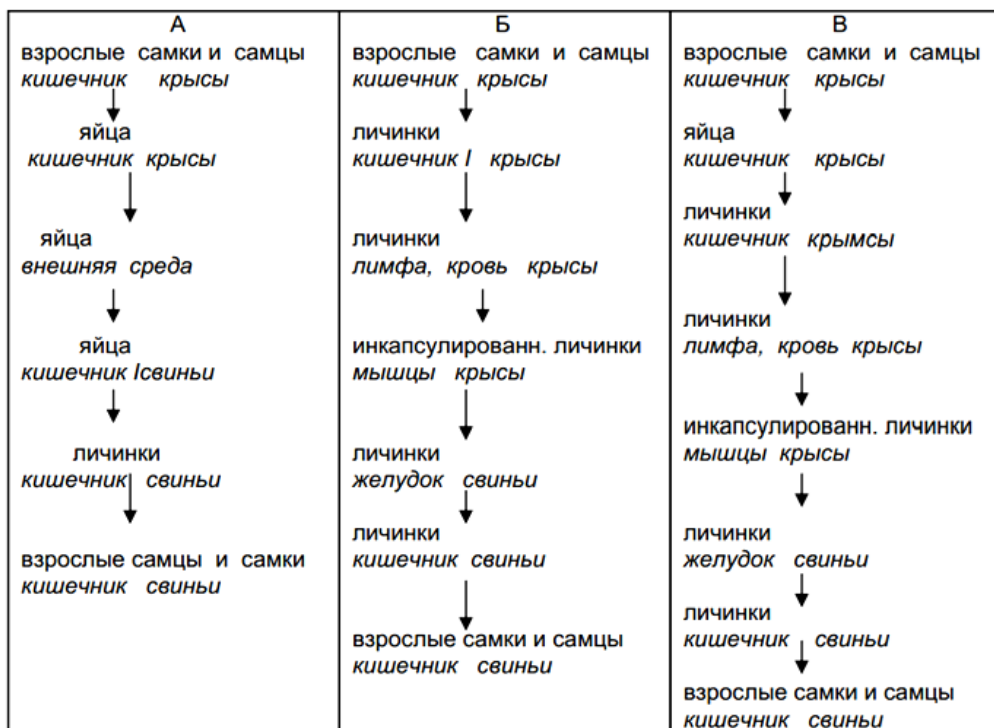 А
взрослые самки и самцы
кишечник крысы
яйца
кишечник крысы
яйца
внешняя среда
яйца
кишечник Iсвиньи
личинки
кишечник свиньи
взрослые самцы и самки
кишечник свиньи
Б
взрослые самки и самцы
кишечник крысы
личинки
кишечник I крысы
личинки
лимфа, кровь крысы
инкапсулированн. личинки
мышцы крысы
личинки
желудок свиньи
личинки
кишечник свиньи
взрослые самки и самцы
кишечник свиньи
В
взрослые самки и самцы
кишечник крысы
яйца
кишечник крысы
личинки
кишечник крымсы
личинки
лимфа, кровь крысы
инкапсулированн. личинки
мышцы крысы
личинки
желудок свиньи
личинки
кишечник свиньи
взрослые самки и самцы
кишечник свиньи